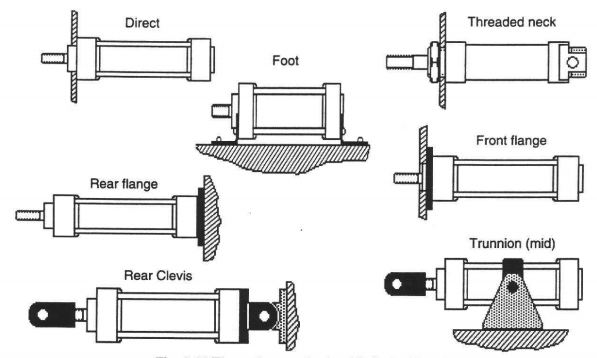 Direct
Threaded neck
Foot
Front flange
Rear flange
Trunnion (mid)
Rear Clevis